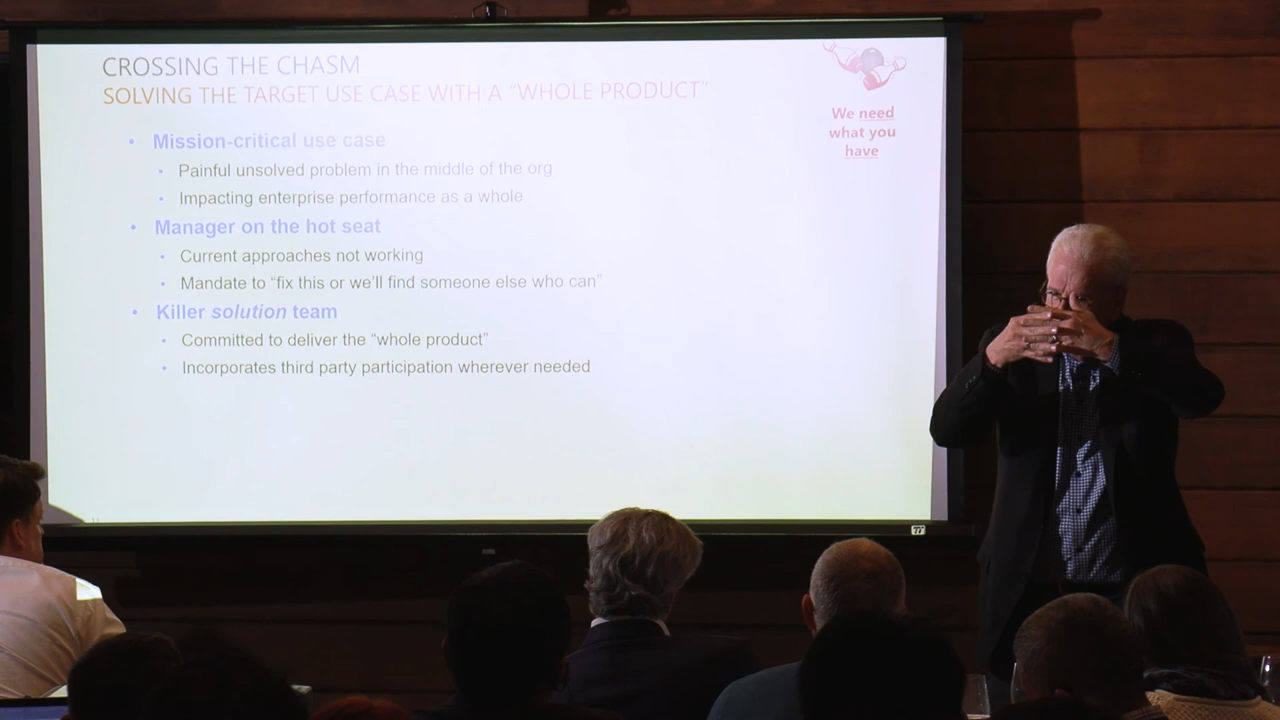 CROSSING THE CHASM
SOLVING THE TARGET USE CASE WITH A “WHOLE PRODUCT”
We need
what you
have
• Mission-critical use case
• Painful unsolved problem in the middle of the org
• Impacting enterprise performance as a whole
• Manager on the hot seat
• Current approaches not working
• Mandate to “fix this or we’ll find someone else who can”
• Killer solution team
• Committed to deliver the “whole product”
• Incorporates third party participation wherever needed